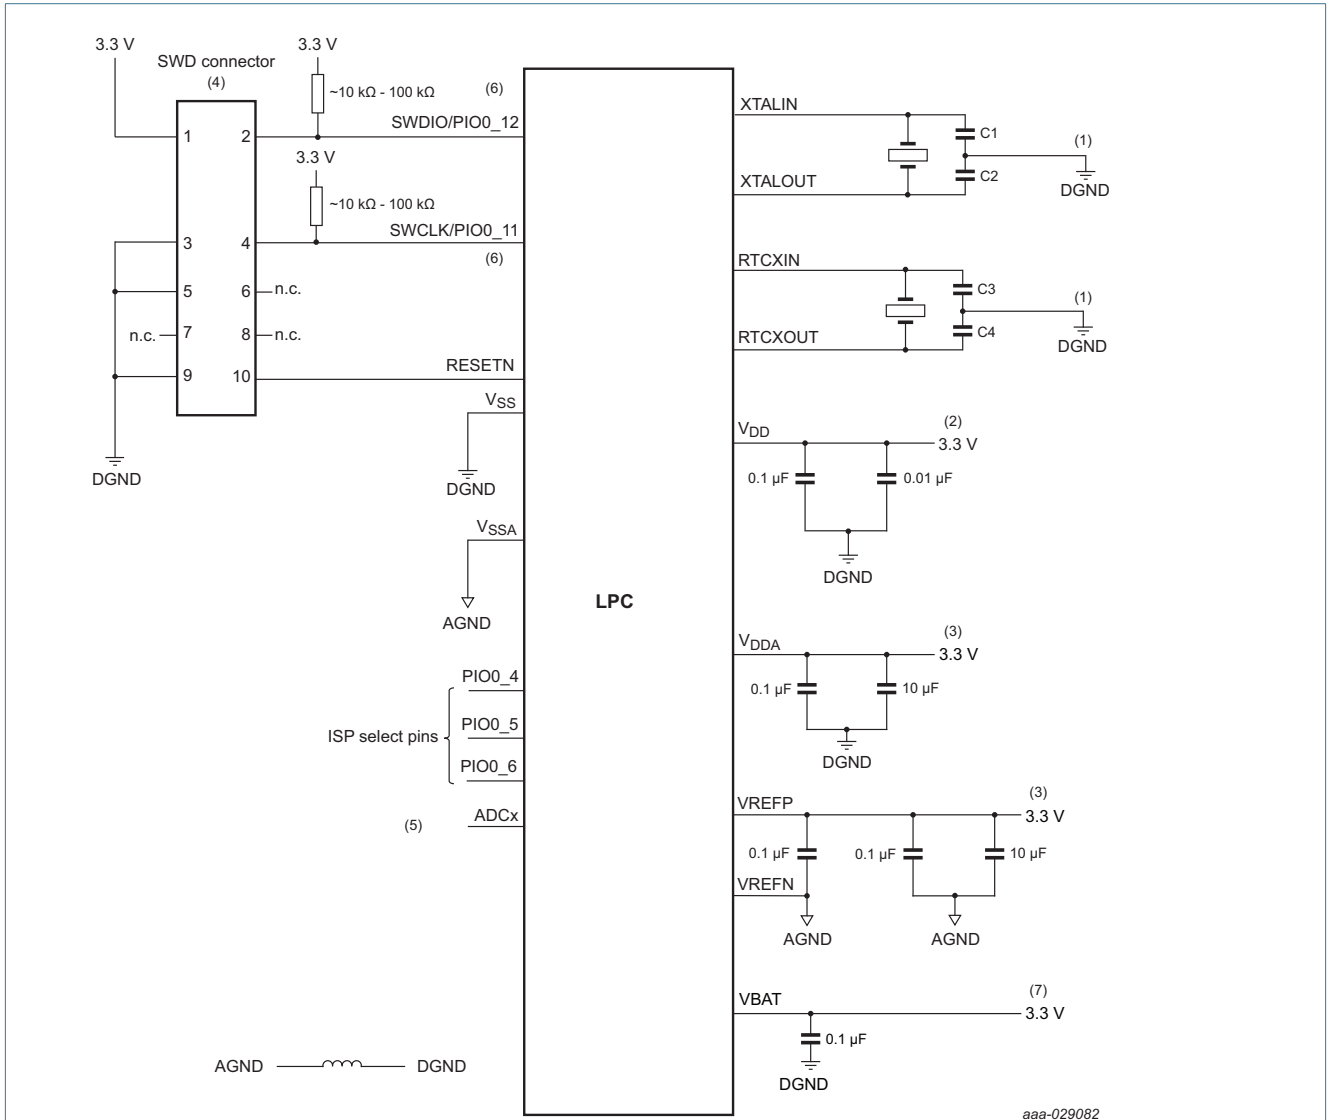 3.3 V
SWD connector
(4)
3.3 V
~10 kΩ - 100 kΩ
(6)
SWDIO/PIO0_12
1
2
3.3 V
~10 kΩ - 100 kΩ
SWCLK/PIO0_11
(6)
3
4
5
6
n.c.
n.c.
7
8
n.c.
9
10
RESETN
DGND
VSS
DGND
VSSA
AGND
PIO0_4
ISP select pins
PIO0_5
PIO0_6
(5)
ADCx
AGND
DGND
LPC
XTALIN
C1
(1)
C2
XTALOUT
DGND
RTCXIN
C3
(1)
C4
RTCXOUT
DGND
VDD
(2)
3.3 V
0.1 µF
0.01 µF
DGND
VDDA
(3)
3.3 V
0.1 µF
10 µF
DGND
VREFP
(3)
3.3 V
0.1 µF
0.1 µF
10 µF
VREFN
AGND
AGND
VBAT
(7)
3.3 V
0.1 µF
DGND
aaa-029082